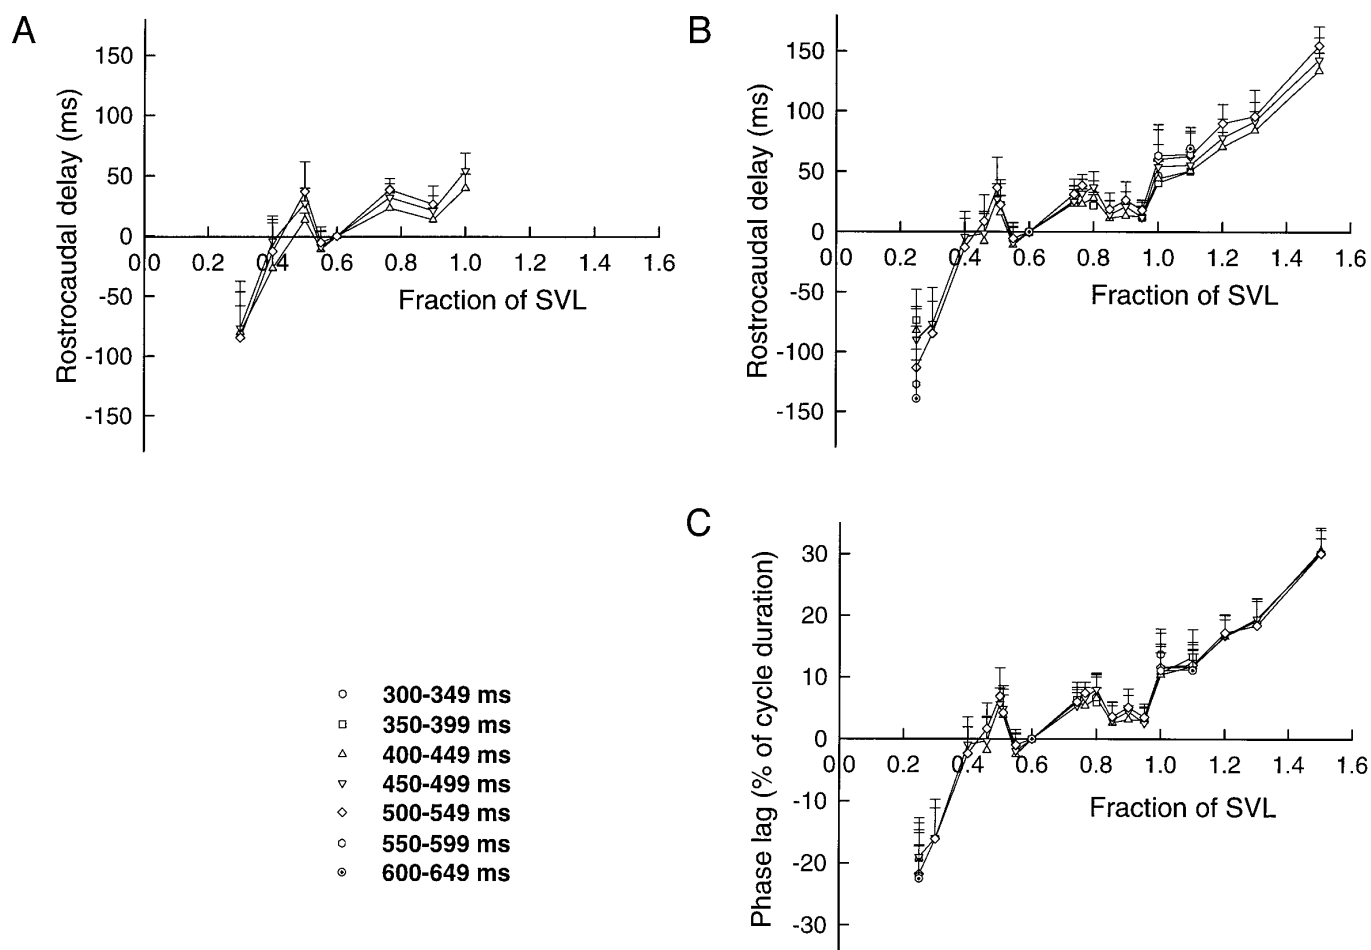 A
Rostrocaudal delay (ms)
150
100
50
0
-50
-100
-150
0.0 0.2 0.4 0.6 0.8 1.0 1.2 1.4 1.6
Fraction of SVL
B
Rostrocaudal delay (ms)
150
100
50
0
-50
-100
-150
0.0 0.2 0.4 0.6 0.8 1.0 1.2 1.4 1.6
Fraction of SVL
C
Phase lag (% of cycle duration)
30
20
10
0
-10
-20
-30
0.0 0.2 0.4 0.6 0.8 1.0 1.2 1.4 1.6
Fraction of SVL
300-349 ms
350-399 ms
400-449 ms
450-499 ms
500-549 ms
550-599 ms
600-649 ms